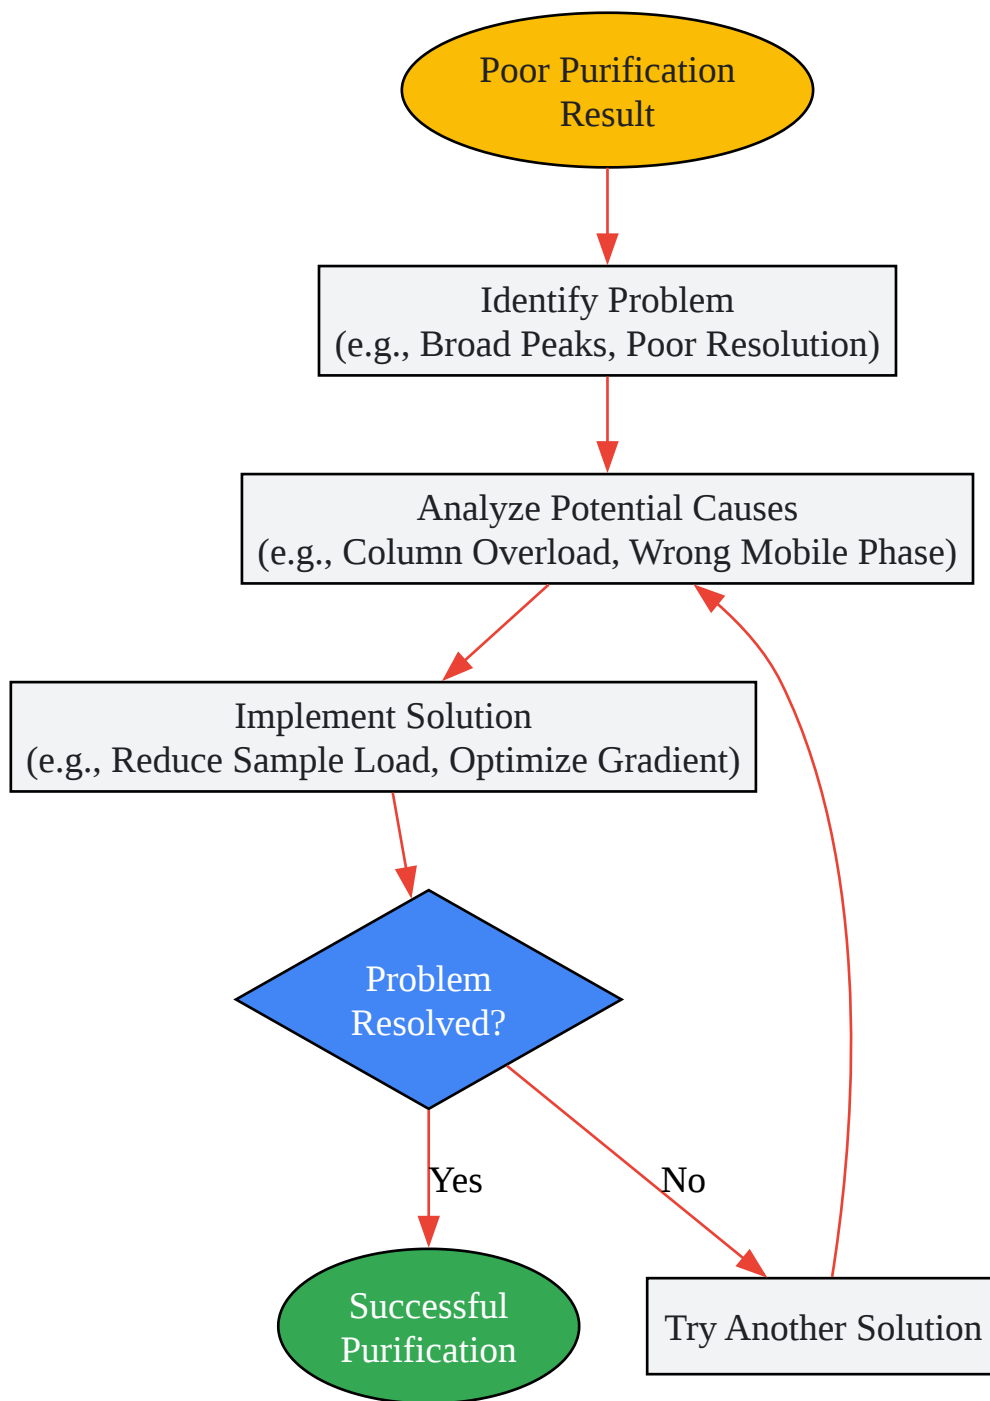 Poor Purification
Result
Identify Problem
(e.g., Broad Peaks, Poor Resolution)
Analyze Potential Causes
(e.g., Column Overload, Wrong Mobile Phase)
Implement Solution
(e.g., Reduce Sample Load, Optimize Gradient)
Problem
Resolved?
Yes
No
Successful
Purification
Try Another Solution